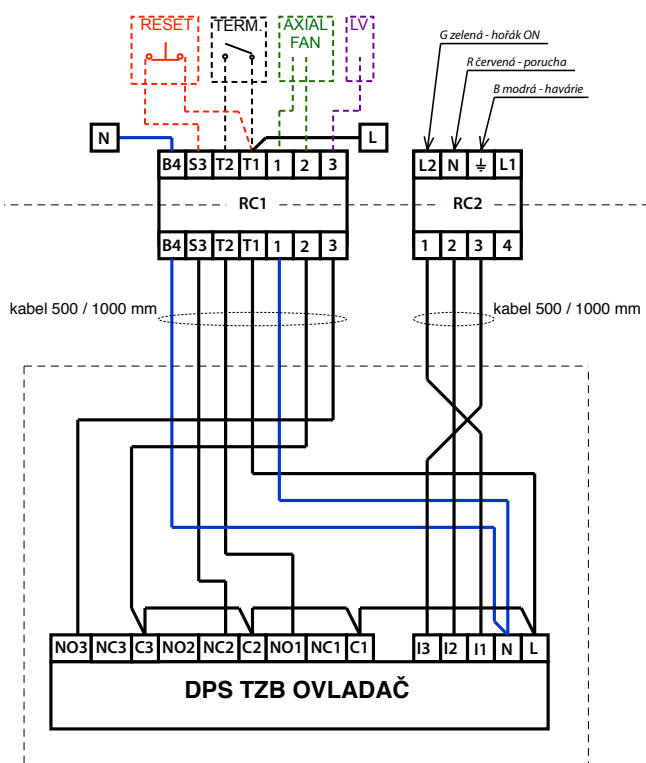 RESET TERM. AXIAL LV
FAN
G zelená - hořák ON
R červená - porucha
B modrá - havárie
N L
B4 S3 T2 T1 1 2 3 L2 N L1
RC1 RC2
B4 S3 T2 T1 1 2 3 1 2 3 4
kabel 500 / 1000 mm kabel 500 / 1000 mm
NO3 NC3 C3 NO2 NC2 C2 NO1 NC1 C1 I3 I2 I1 N L
DPS TZB OVLADAČ